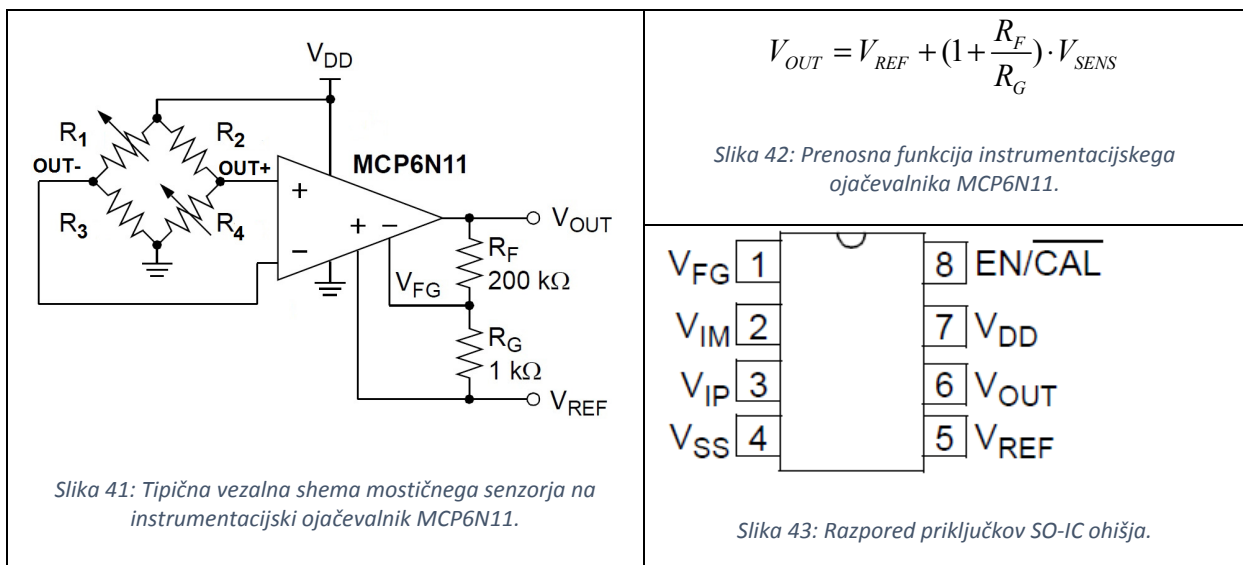 V_DD
R_1
R_2
OUT-
OUT+
R_3
R_4
MCP6N11
+
−
+ −
V_OUT
R_F
200 kΩ
V_FG
R_G
1 kΩ
V_REF
Slika 41: Tipična vezalna shema mostičnega senzorja na
instrumentacijski ojačevalnik MCP6N11.
V_OUT = V_REF + (1 + R_F / R_G) · V_SENS
Slika 42: Prenosna funkcija instrumentacijskega
ojačevalnika MCP6N11.
V_FG 1 8 EN/C̅A̅L̅
V_IM 2 7 V_DD
V_IP 3 6 V_OUT
V_SS 4 5 V_REF
Slika 43: Razpored priključkov SO-IC ohišja.